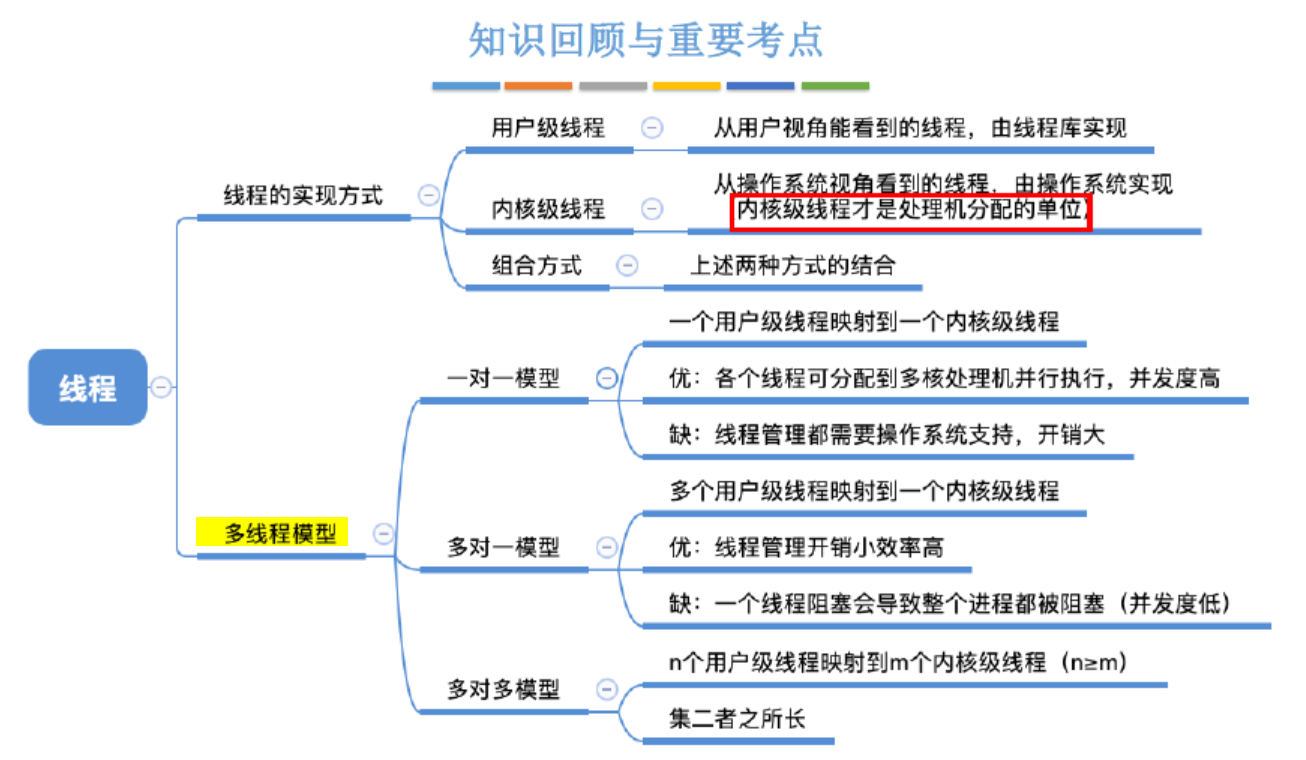 知识回顾与重要考点
线程
线程的实现方式
用户级线程
从用户视角能看到的线程，由线程库实现
内核级线程
从操作系统视角看到的线程，由操作系统实现
内核级线程才是处理机分配的单位）
组合方式
上述两种方式的结合
多线程模型
一对一模型
一个用户级线程映射到一个内核级线程
优：各个线程可分配到多核处理机并行执行，并发度高
缺：线程管理都需要操作系统支持，开销大
多对一模型
多个用户级线程映射到一个内核级线程
优：线程管理开销小效率高
缺：一个线程阻塞会导致整个进程都被阻塞（并发度低）
多对多模型
n个用户级线程映射到m个内核级线程（n≥m）
集二者之所长